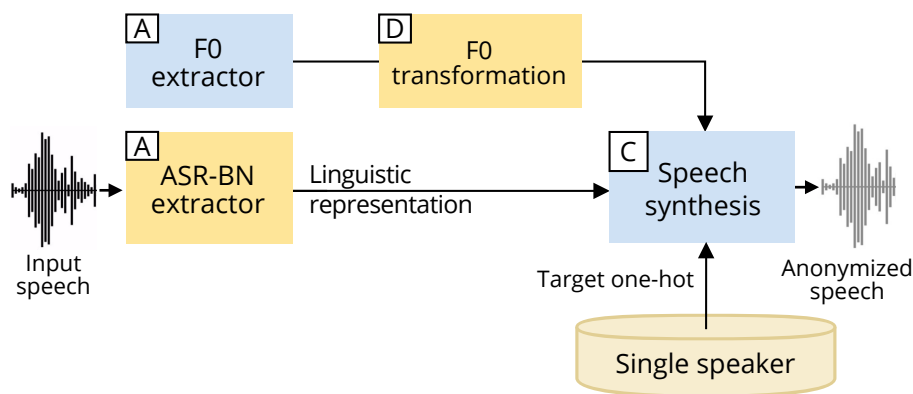 A
F0
extractor
D
F0
transformation
A
ASR-BN
extractor
Linguistic
representation
C
Speech
synthesis
Input
speech
Target one-hot
Anonymized
speech
Single speaker